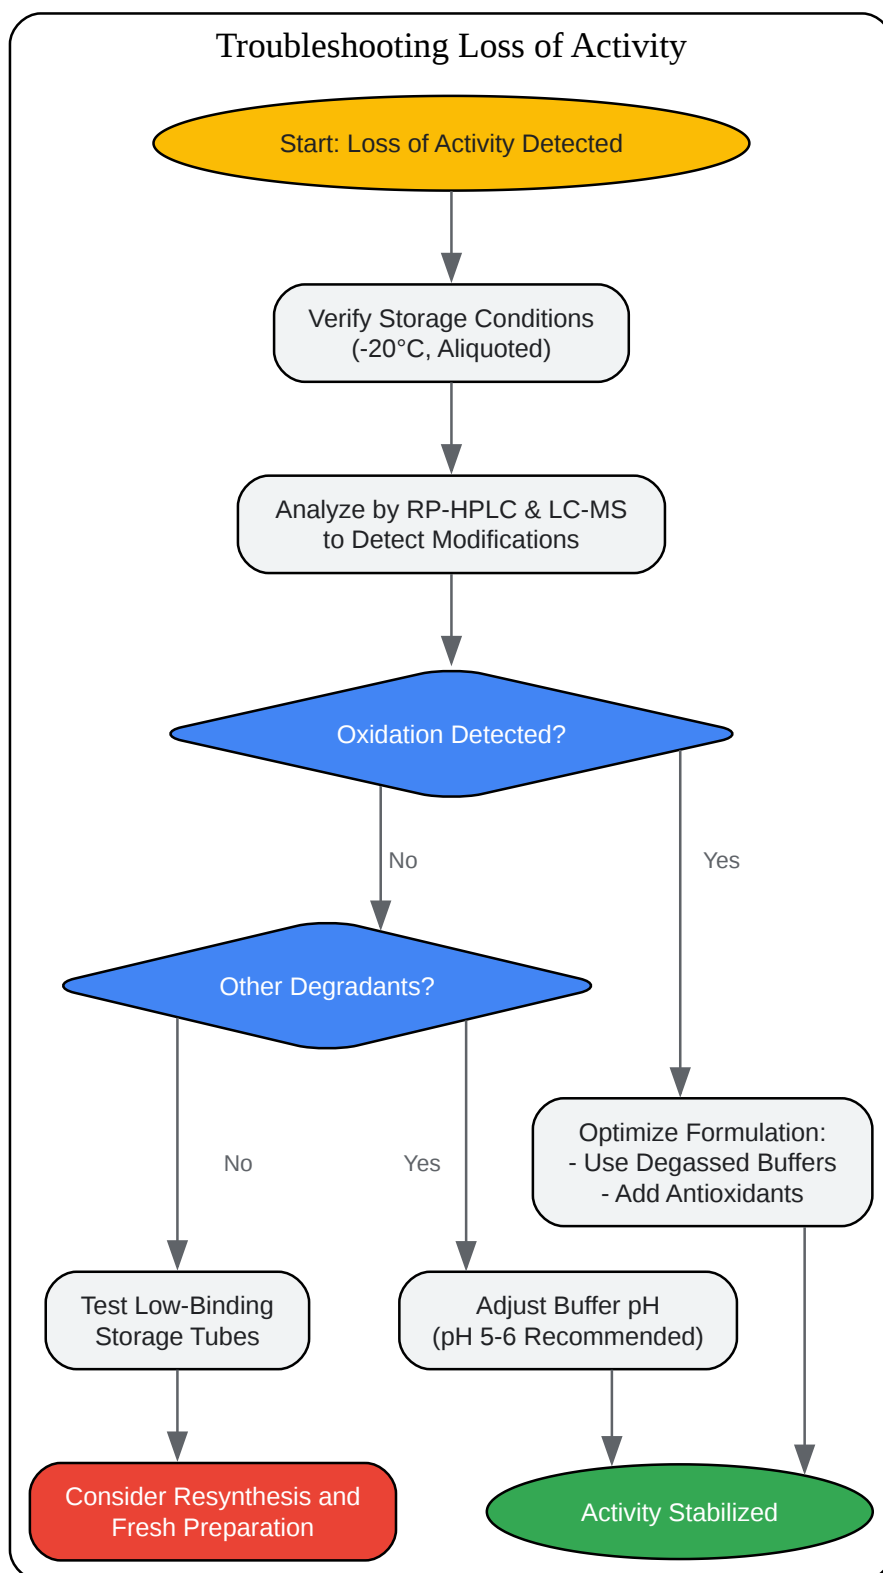 Troubleshooting Loss of Activity
Start: Loss of Activity Detected
Verify Storage Conditions
(-20°C, Aliquoted)
Analyze by RP-HPLC & LC-MS
to Detect Modifications
Oxidation Detected?
No
Yes
Other Degradants?
No
Yes
Optimize Formulation:
- Use Degassed Buffers
- Add Antioxidants
Test Low-Binding
Storage Tubes
Adjust Buffer pH
(pH 5-6 Recommended)
Consider Resynthesis and
Fresh Preparation
Activity Stabilized